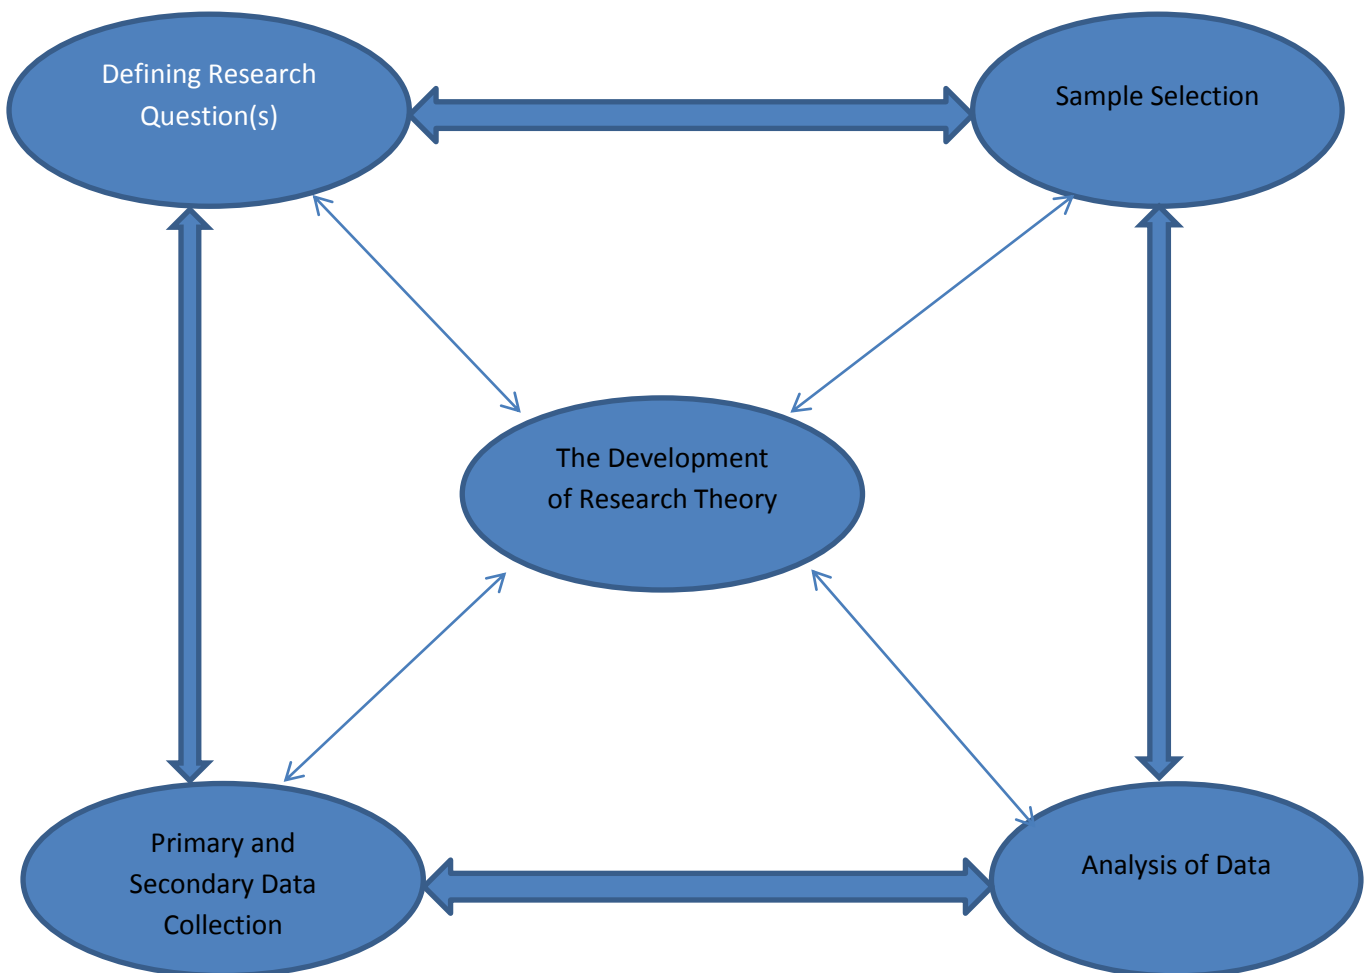 Defining Research
Question(s)
Sample Selection
The Development
of Research Theory
Primary and
Secondary Data
Collection
Analysis of Data